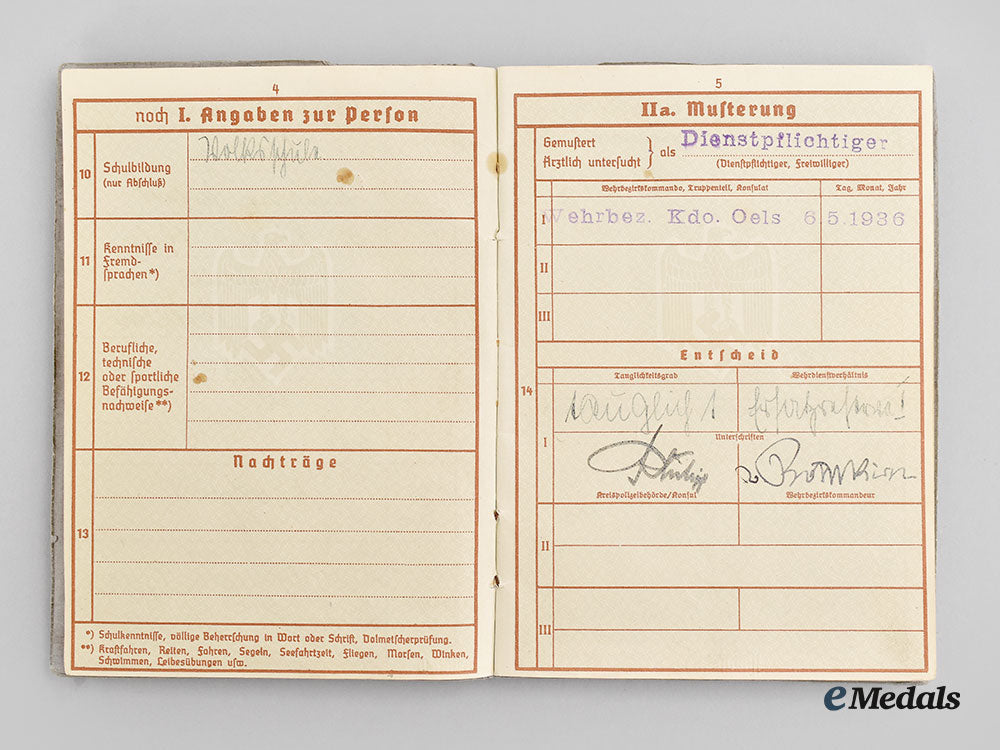 4
noch I. Angaben zur Person
10
Schulbildung
(nur Abschluß)
Volksschule
11
Kenntnisse in
Fremd-
sprachen*)
12
Berufliche,
technische
oder sportliche
Befähigungs-
nachweise**)
Nachträge
13
*) Schulkenntnisse, völlige Beherrschung in Wort oder Schrift, Dolmetscherprüfung.
**) Kraftfahren, Reiten, Fahren, Segeln, Seefahrtzeit, Fliegen, Morsen, Winken,
Schwimmen, Leibesübungen usw.
5
IIa. Musterung
Gemustert
Ärztlich untersucht } als Dienstpflichtiger
(Dienstpflichtiger, Freiwilliger)
Wehrbezirkskommando, Truppenteil, Konsulat Tag, Monat, Jahr
I Wehrbez. Kdo. Oels 6 5.1936
II
III
Entscheid
14
Tauglichkeitsgrad Wehrdienstverhältnis
tauglich 1 Ersatzreserve I
I
Unterschriften
Kreispolizeibehörde/Konsul Wehrbezirkskommandeur
II
III
eMedals